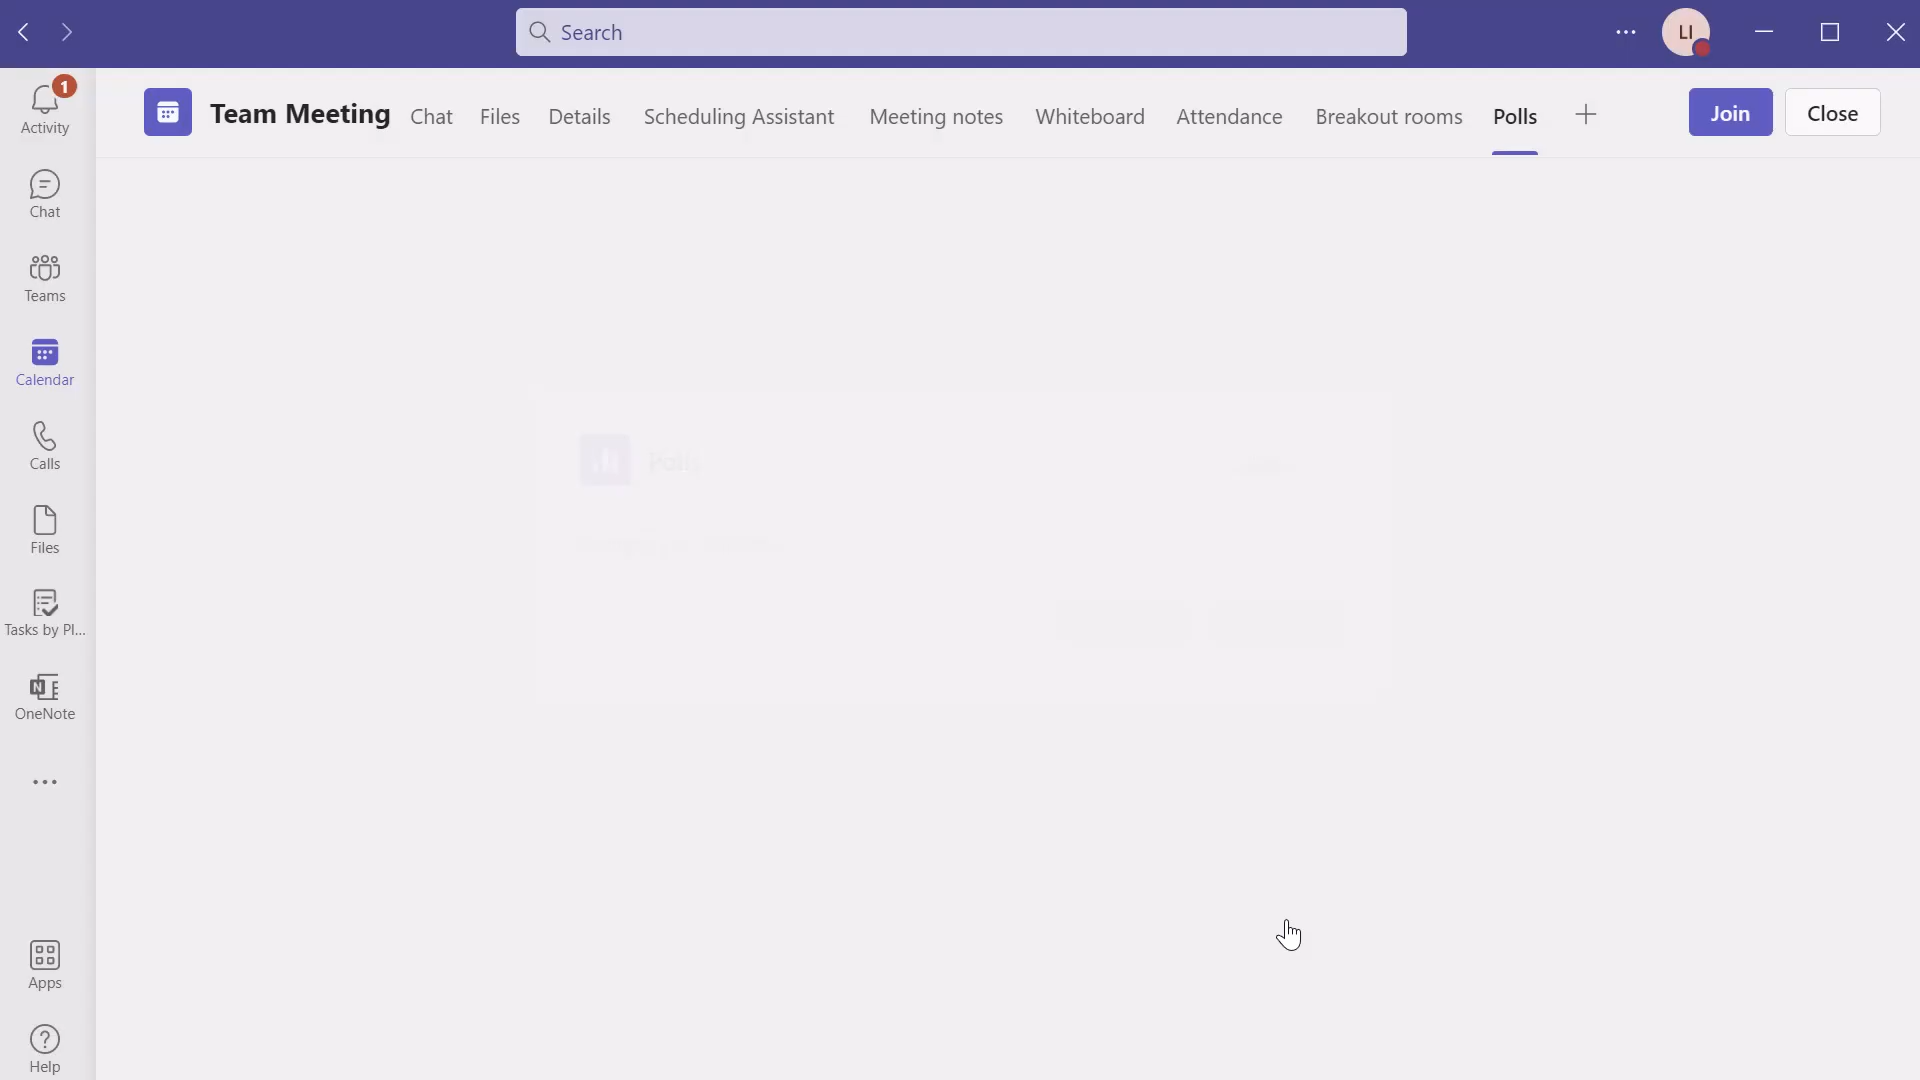 Search
LI
1
Activity
Team Meeting
Chat
Files
Details
Scheduling Assistant
Meeting notes
Whiteboard
Attendance
Breakout rooms
Polls
Join
Close
Chat
Teams
Calendar
Calls
Polls
Files
Tasks by Pl...
N
OneNote
Apps
?
Help